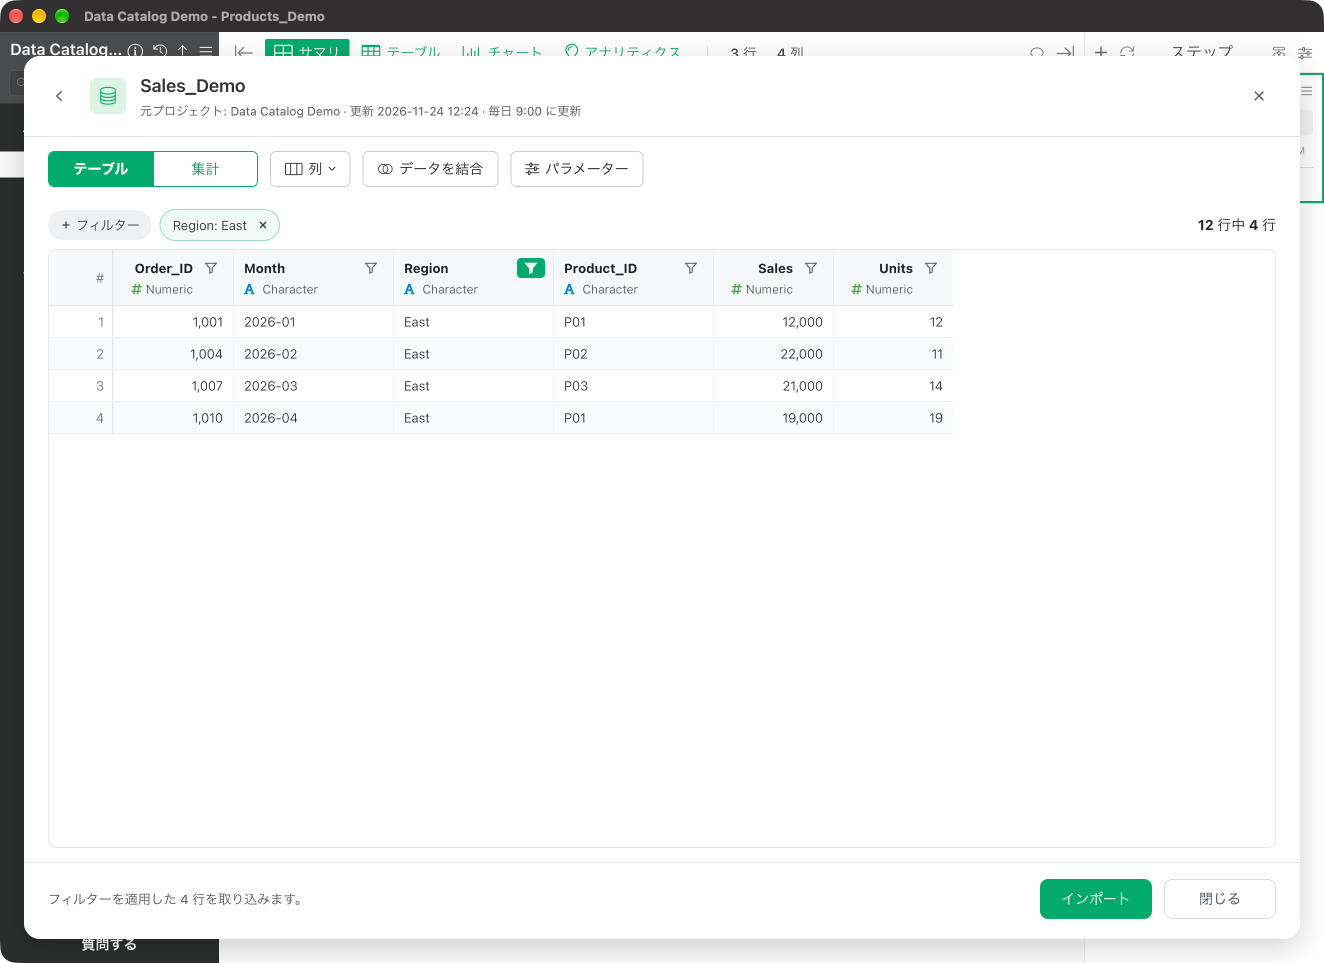 Data Catalog Demo - Products_Demo
Data Catalog...
サマリ テーブル チャート アナリティクス 3 行 4 列 ステップ
Sales_Demo
元プロジェクト: Data Catalog Demo · 更新 2026-11-24 12:24 · 毎日 9:00 に更新
テーブル 集計 列 データを結合 パラメーター
+ フィルター Region: East × 12 行中 4 行
# Order_ID Month Region Product_ID Sales Units
# Numeric A Character A Character A Character # Numeric # Numeric
1 1,001 2026-01 East P01 12,000 12
2 1,004 2026-02 East P02 22,000 11
3 1,007 2026-03 East P03 21,000 14
4 1,010 2026-04 East P01 19,000 19
フィルターを適用した 4 行を取り込みます。
インポート 閉じる
質問する